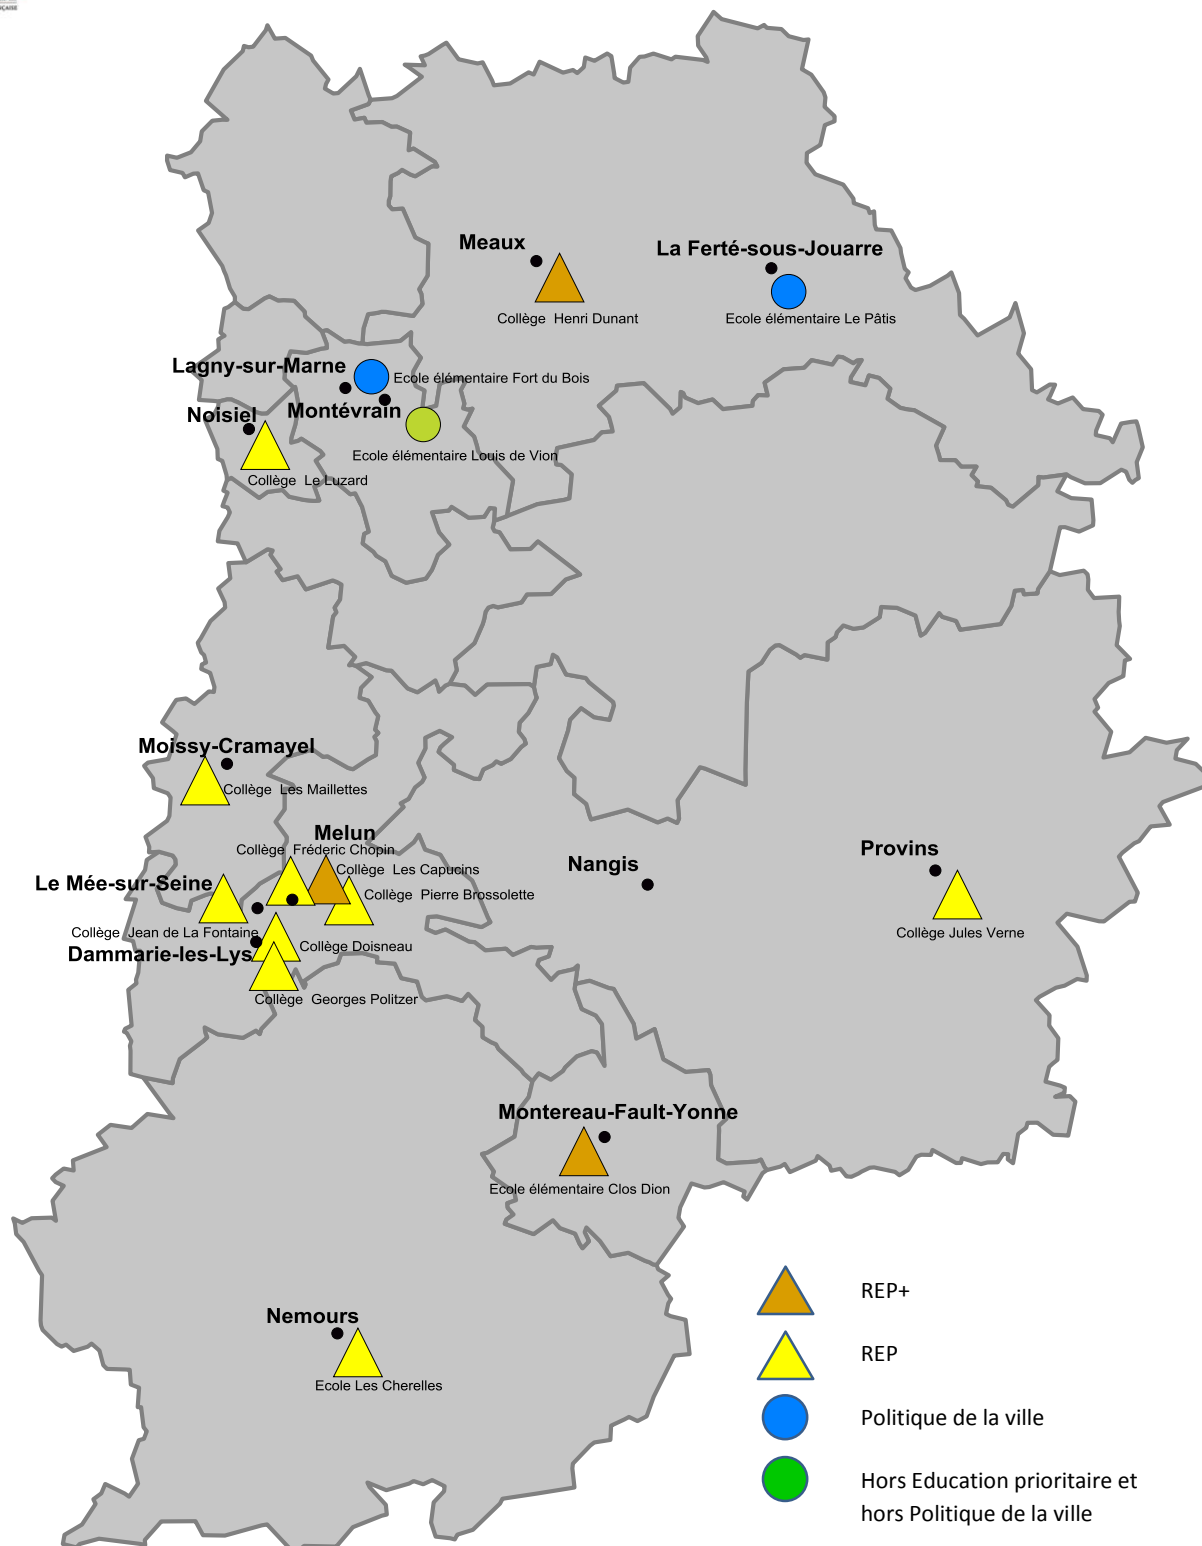 ÇAISE
Meaux
La Ferté-sous-Jouarre
Collège Henri Dunant
Ecole élémentaire Le Pâtis
Lagny-sur-Marne
Ecole élémentaire Fort du Bois
Montévrain
Noisiel
Ecole élémentaire Louis de Vion
Collège Le Luzard
Moissy-Cramayel
Collège Les Maillettes
Melun
Collège Fréderic Chopin
Collège Les Capucins
Collège Pierre Brossolette
Nangis
Provins
Le Mée-sur-Seine
Collège Jean de La Fontaine
Collège Jules Verne
Collège Doisneau
Dammarie-les-Lys
Collège Georges Politzer
Montereau-Fault-Yonne
Ecole élémentaire Clos Dion
Nemours
Ecole Les Cherelles
REP+
REP
Politique de la ville
Hors Education prioritaire et
hors Politique de la ville